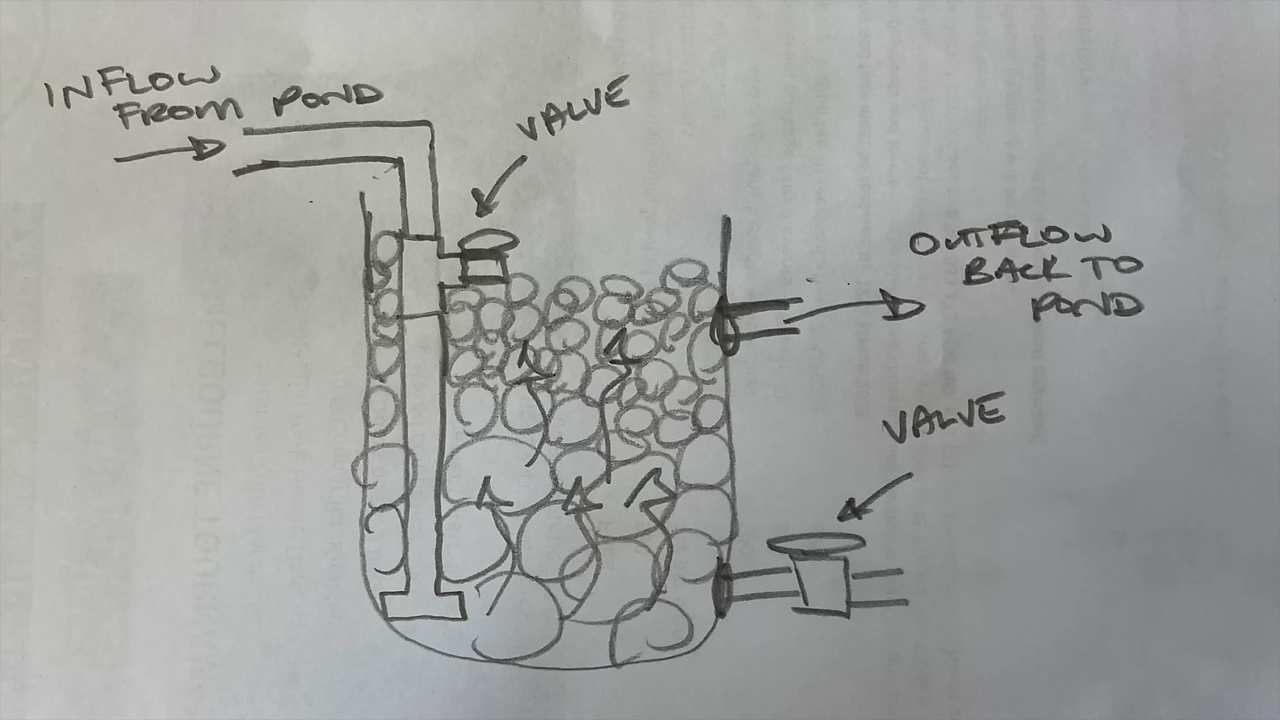 INFLOW
FROM POND
VALVE
OUTFLOW
BACK TO
POND
VALVE